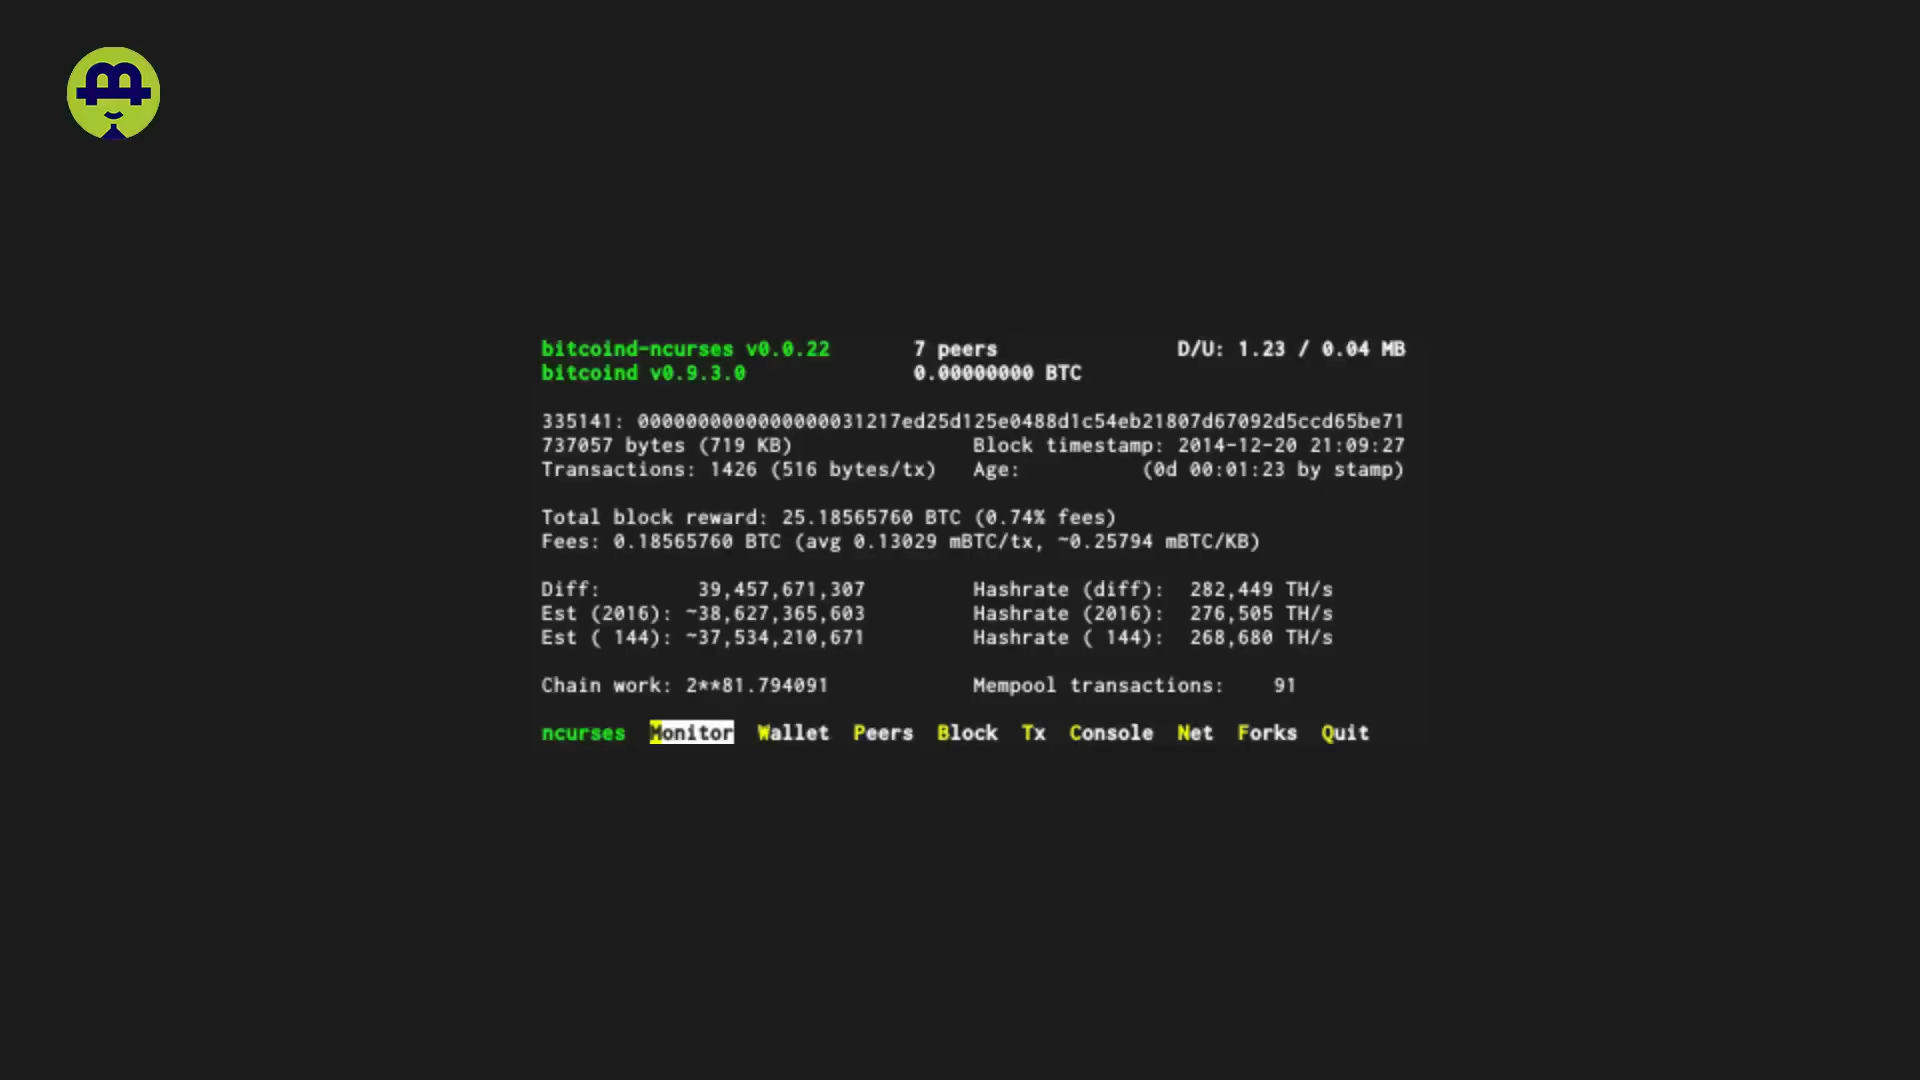 bitcoind-ncurses v0.0.22 7 peers D/U: 1.23 / 0.04 MB
bitcoind v0.9.3.0 0.00000000 BTC
335141: 0000000000000000031217ed25d125e0488d1c54eb21807d67092d5ccd65be71
737057 bytes (719 KB) Block timestamp: 2014-12-20 21:09:27
Transactions: 1426 (516 bytes/tx) Age: (0d 00:01:23 by stamp)
Total block reward: 25.18565760 BTC (0.74% fees)
Fees: 0.18565760 BTC (avg 0.13029 mBTC/tx, ~0.25794 mBTC/KB)
Diff: 39,457,671,307 Hashrate (diff): 282,449 TH/s
Est (2016): ~38,627,365,603 Hashrate (2016): 276,505 TH/s
Est ( 144): ~37,534,210,671 Hashrate ( 144): 268,680 TH/s
Chain work: 2**81.794091 Mempool transactions: 91
ncurses Monitor Wallet Peers Block Tx Console Net Forks Quit